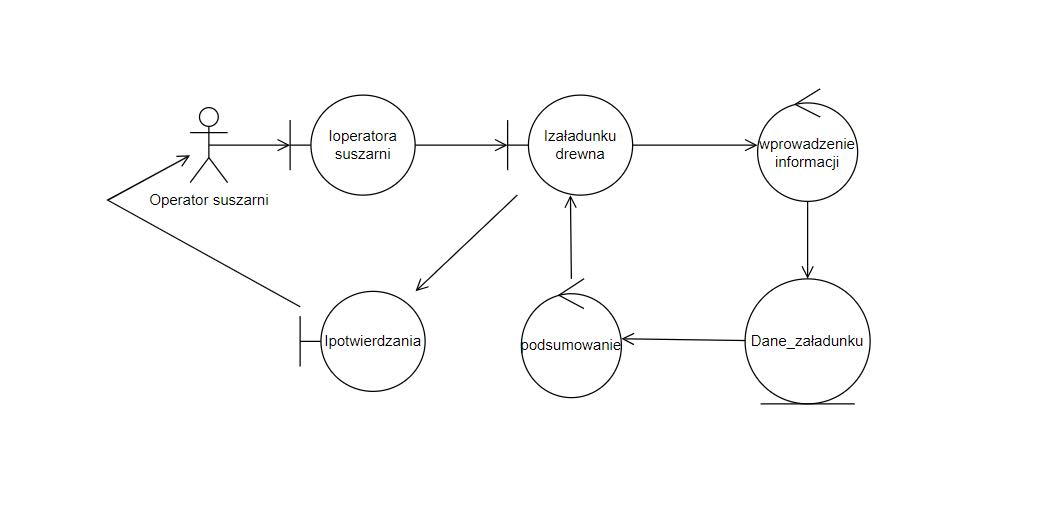 Ioperatora
suszarni
Izaładunku
drewna
wprowadzenie
informacji
Operator suszarni
Ipotwierdzania
podsumowanie
Dane_załadunku